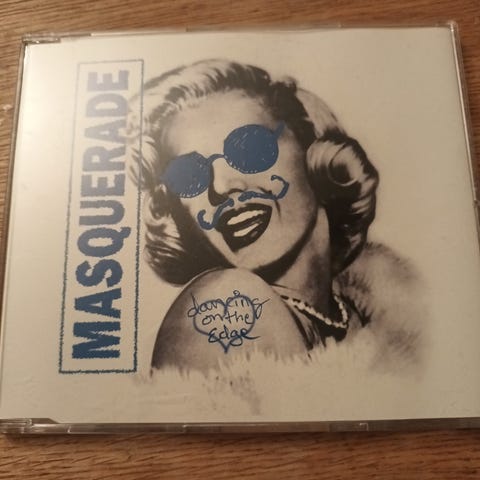 MASQUERADE
dancing
on the
Edge